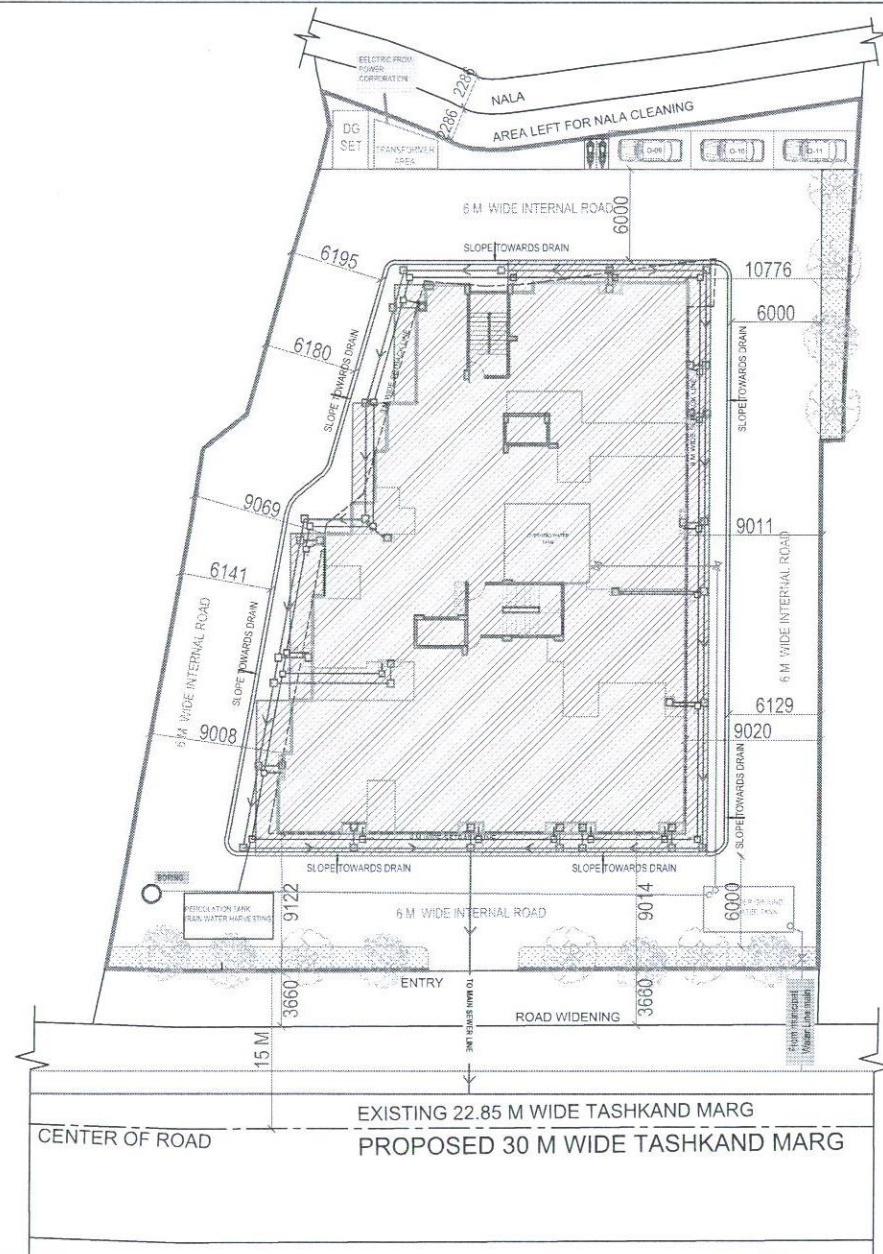 EELCTRIC FROM
POWER
CORPORATION
2286
2286
NALA
AREA LEFT FOR NALA CLEANING
DG
SET
TRANSFORMER
AREA
O-09
O-10
O-11
6 M WIDE INTERNAL ROAD
6000
SLOPE TOWARDS DRAIN
6195
10776
6000
6180
SLOPE TOWARDS DRAIN
SLOPE TOWARDS DRAIN
9069
9011
6141
6 M WIDE INTERNAL ROAD
6 M WIDE INTERNAL ROAD
SLOPE TOWARDS DRAIN
6129
9008
9020
SLOPE TOWARDS DRAIN
SLOPE TOWARDS DRAIN
SLOPE TOWARDS DRAIN
BORING
PERCOLATION TANK
(RAIN WATER HARVESTING)
9122
6 M WIDE INTERNAL ROAD
9014
6000
ENTRY
3660
3660
TO MAIN SEWER LINE
ROAD WIDENING
From municipal
Water Line main
15 M
EXISTING 22.85 M WIDE TASHKAND MARG
CENTER OF ROAD
PROPOSED 30 M WIDE TASHKAND MARG